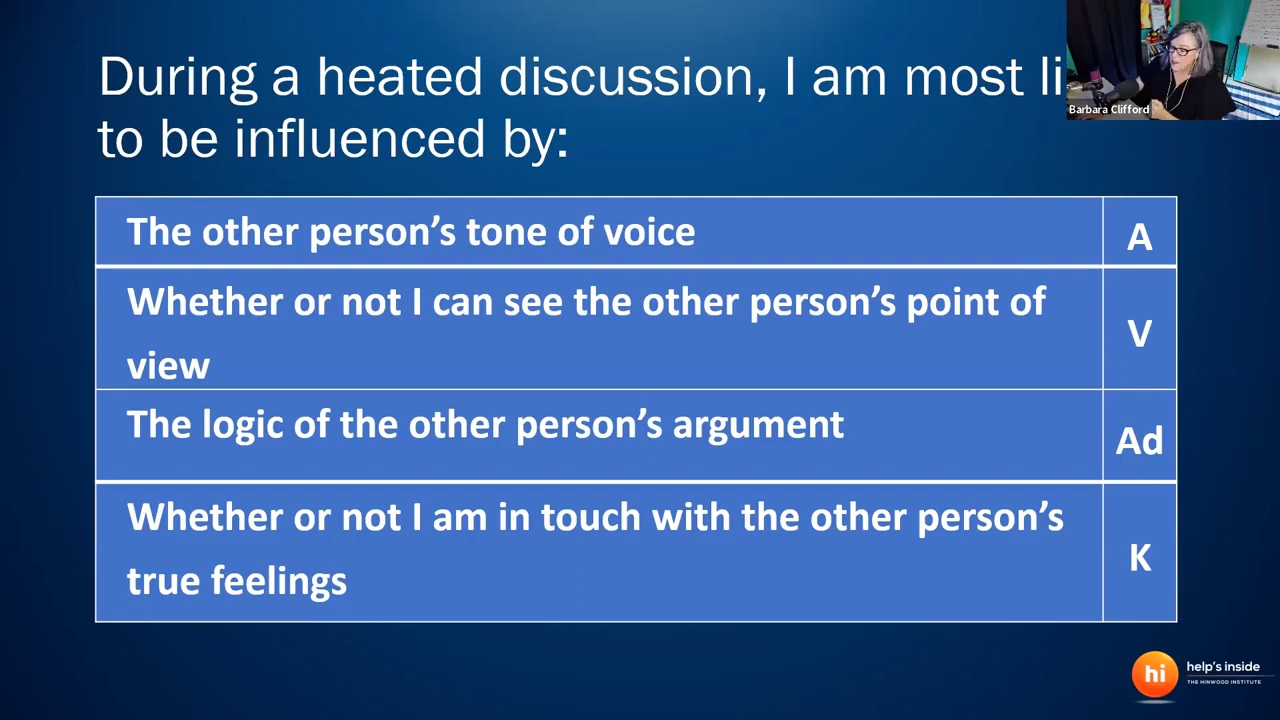 During a heated discussion, I am most li
to be influenced by:
Barbara Clifford
The other person's tone of voice
A
Whether or not I can see the other person's point of
view
V
The logic of the other person's argument
Ad
Whether or not I am in touch with the other person's
true feelings
K
hi
help's inside
THE HINWOOD INSTITUTE